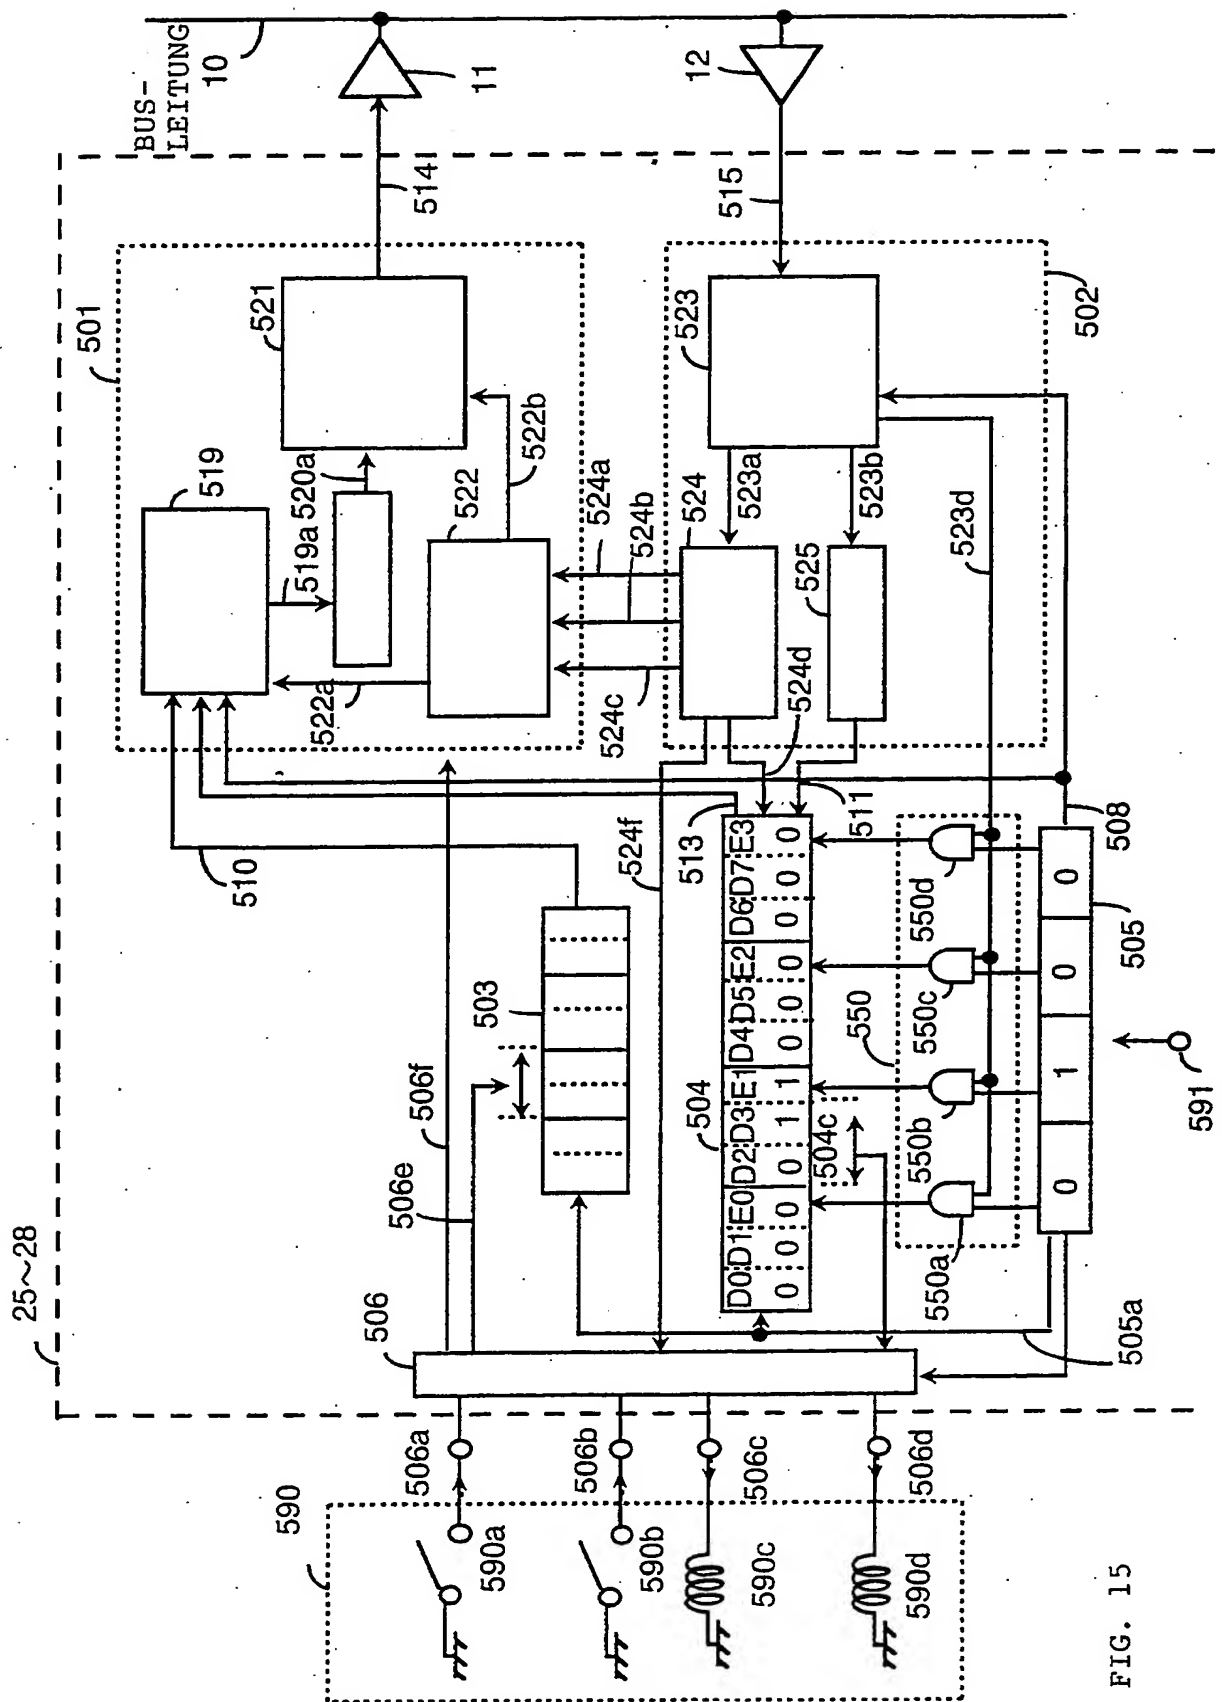 BUS-
LEITUNG
10
11
12
25~28
514
515
501
521
519
519a
520a
522
522a
522b
524a
524b
524c
502
523
523a
523b
523d
524
525
524d
511
510
506f
506e
503
524f
513
504
D0 D1 E0 D2 D3 E1 D4 D5 E2 D6 D7 E3
0 0 0 0 1 1 0 0 0 0 0 0
504c
550
550a
550b
550c
550d
508
505
0 1 0 0
591
505a
506
506a
506b
506c
506d
590
590a
590b
590c
590d
FIG. 15